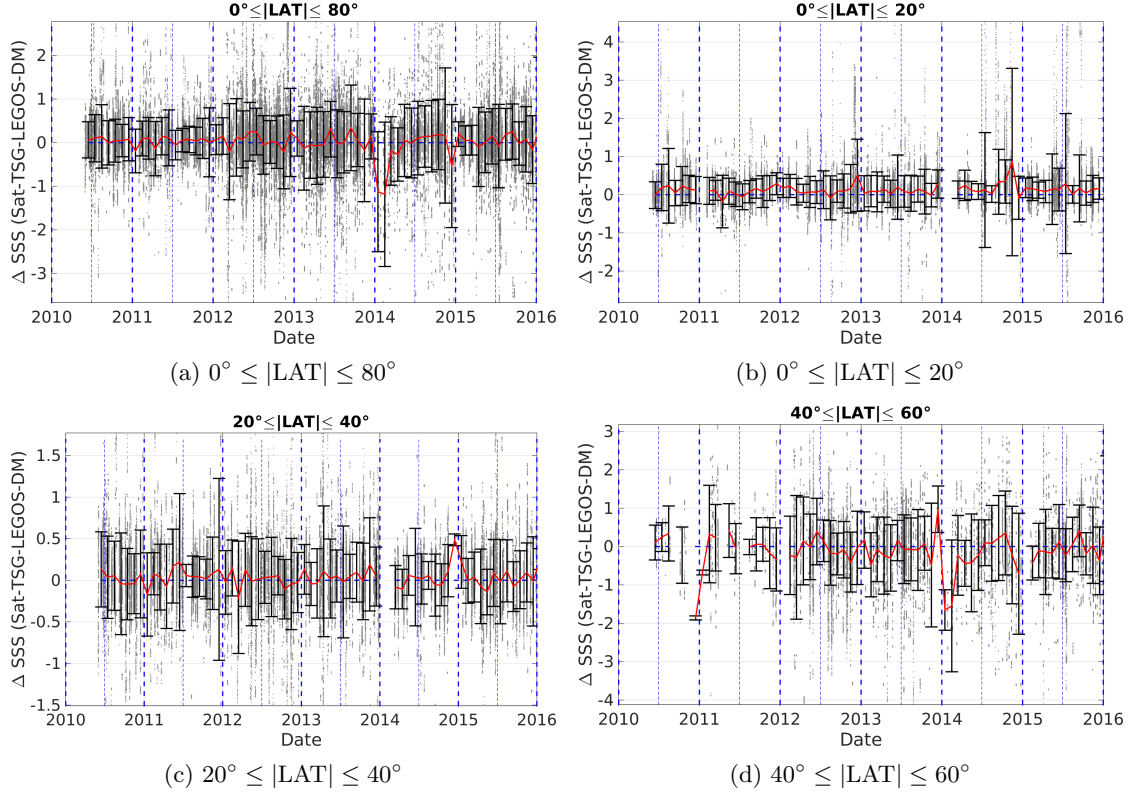 0°≤|LAT|≤ 80°
Δ SSS (Sat-TSG-LEGOS-DM)
2
1
0
-1
-2
-3
2010 2011 2012 2013 2014 2015 2016
Date
(a) 0° ≤ |LAT| ≤ 80°
0°≤|LAT|≤ 20°
Δ SSS (Sat-TSG-LEGOS-DM)
4
3
2
1
0
-1
-2
2010 2011 2012 2013 2014 2015 2016
Date
(b) 0° ≤ |LAT| ≤ 20°
20°≤|LAT|≤ 40°
Δ SSS (Sat-TSG-LEGOS-DM)
1.5
1
0.5
0
-0.5
-1
-1.5
2010 2011 2012 2013 2014 2015 2016
Date
(c) 20° ≤ |LAT| ≤ 40°
40°≤|LAT|≤ 60°
Δ SSS (Sat-TSG-LEGOS-DM)
3
2
1
0
-1
-2
-3
-4
2010 2011 2012 2013 2014 2015 2016
Date
(d) 40° ≤ |LAT| ≤ 60°